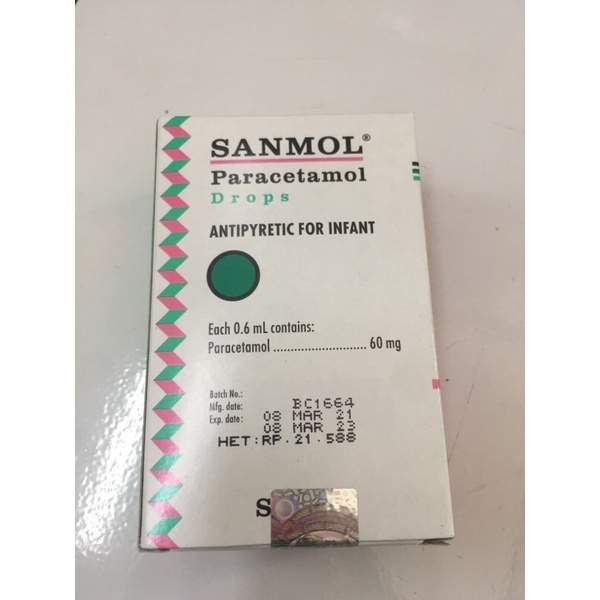 SANMOL®
Paracetamol
Drops
ANTIPYRETIC FOR INFANT
Each 0.6 mL contains:
Paracetamol .......................... 60 mg
Batch No.: BC1664
Mfg. date: 08 MAR 21
Exp. date: 08 MAR 23
HET:RP.21.588